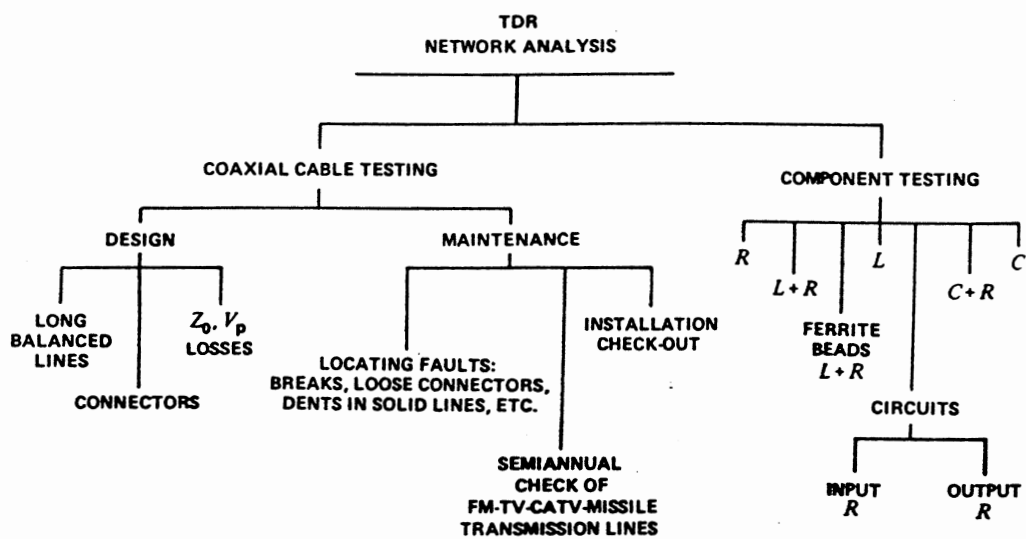 TDR
NETWORK ANALYSIS
COAXIAL CABLE TESTING
COMPONENT TESTING
DESIGN
MAINTENANCE
LONG
BALANCED
LINES
CONNECTORS
Z₀, Vₚ
LOSSES
LOCATING FAULTS:
BREAKS, LOOSE CONNECTORS,
DENTS IN SOLID LINES, ETC.
SEMIANNUAL
CHECK OF
FM-TV-CATV-MISSILE
TRANSMISSION LINES
INSTALLATION
CHECK-OUT
R
L + R
FERRITE
BEADS
L + R
L
CIRCUITS
INPUT
R
OUTPUT
R
C + R
C